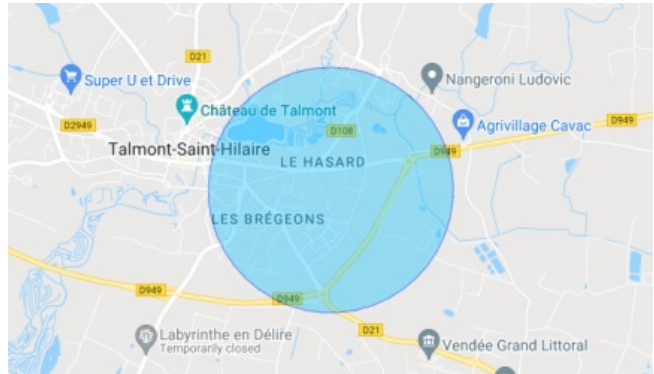 D21
Super U et Drive
Nangeroni Ludovic
Château de Talmont
D2949
D108
Agrivillage Cavac
D949
Talmont-Saint-Hilaire
D949
LE HASARD
LES BRÉGEONS
D949
D949
D21
Labyrinthe en Délire
Temporarily closed
Vendée Grand Littoral